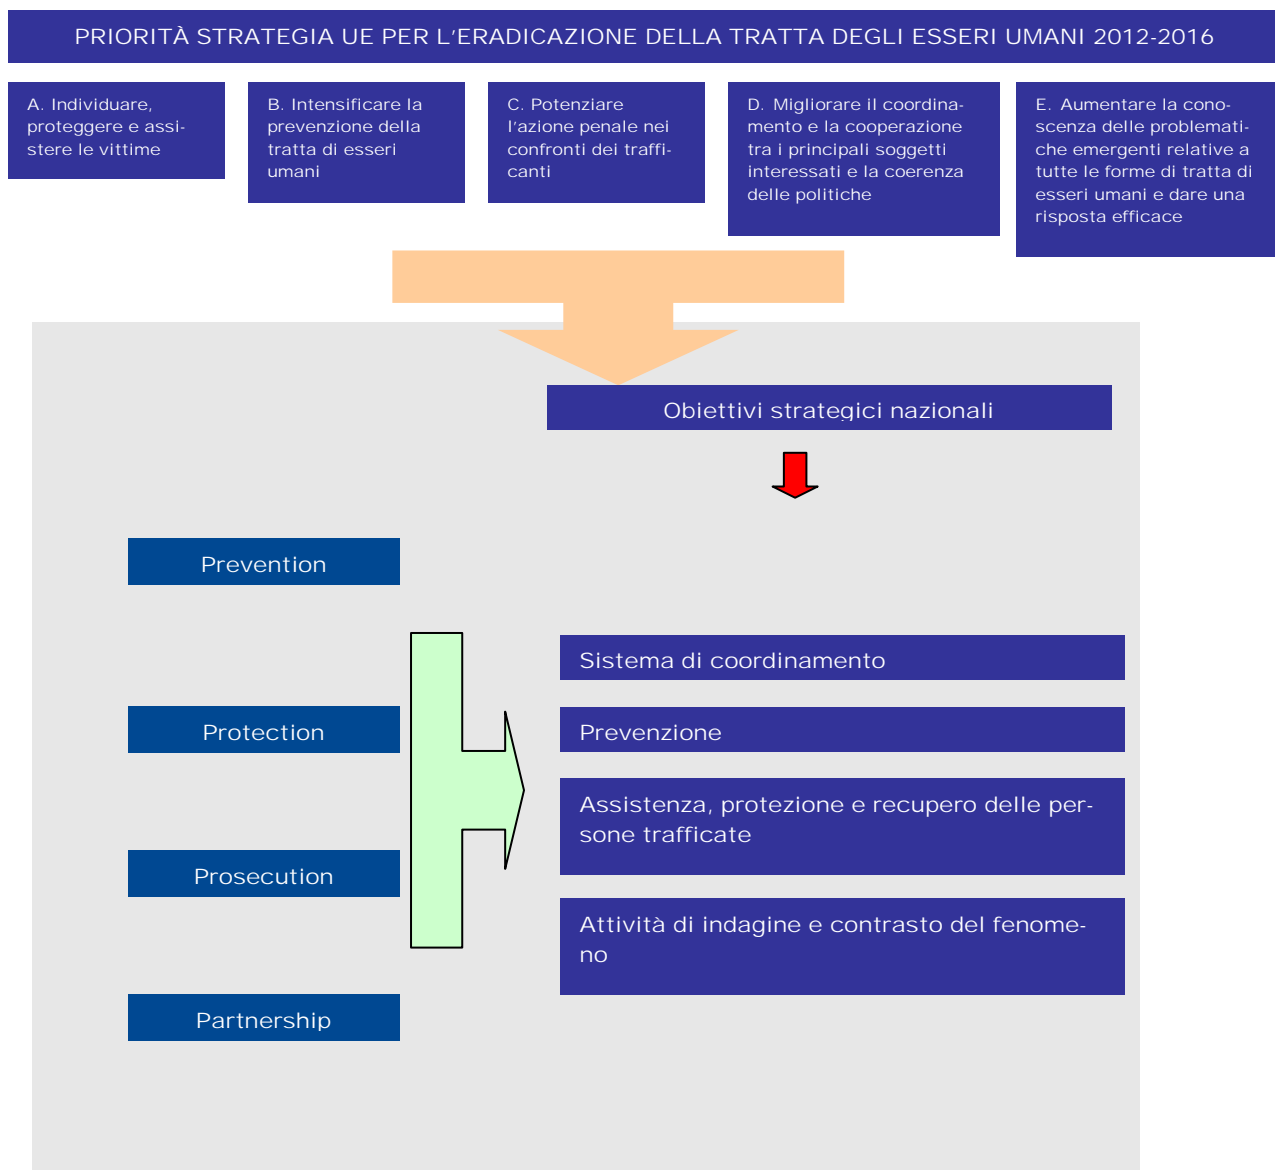 PRIORITÀ STRATEGIA UE PER L'ERADICAZIONE DELLA TRATTA DEGLI ESSERI UMANI 2012-2016
A. Individuare,
proteggere e assi-
stere le vittime
B. Intensificare la
prevenzione della
tratta di esseri
umani
C. Potenziare
l'azione penale nei
confronti dei traffi-
canti
D. Migliorare il coordina-
mento e la cooperazione
tra i principali soggetti
interessati e la coerenza
delle politiche
E. Aumentare la cono-
scenza delle problemati-
che emergenti relative a
tutte le forme di tratta di
esseri umani e dare una
risposta efficace
Obiettivi strategici nazionali
Prevention
Protection
Prosecution
Partnership
Sistema di coordinamento
Prevenzione
Assistenza, protezione e recupero delle per-
sone trafficate
Attività di indagine e contrasto del fenome-
no